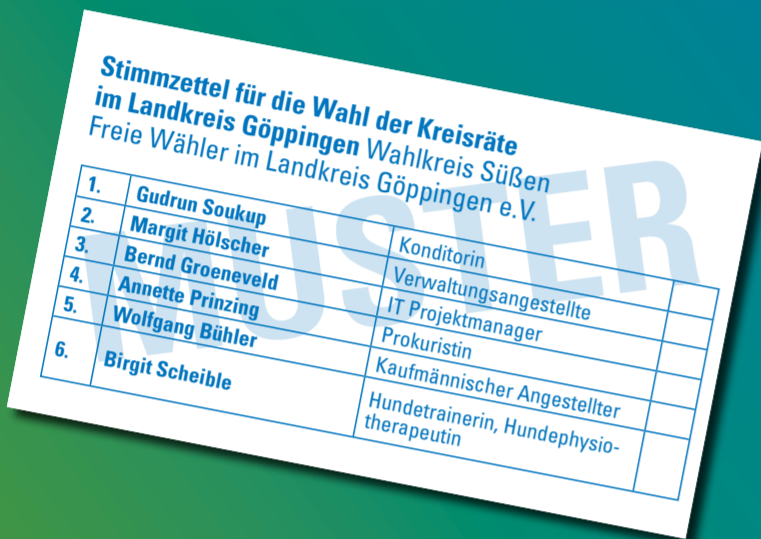 Stimmzettel für die Wahl der Kreisräte
im Landkreis Göppingen Wahlkreis Süßen
Freie Wähler im Landkreis Göppingen e.V.
1. Gudrun Soukup Konditorin
2. Margit Hölscher Verwaltungsangestellte
3. Bernd Groeneveld IT Projektmanager
4. Annette Prinzing Prokuristin
5. Wolfgang Bühler Kaufmännischer Angestellter
6. Birgit Scheible Hundetrainerin, Hundephysio-
therapeutin
MUSTER